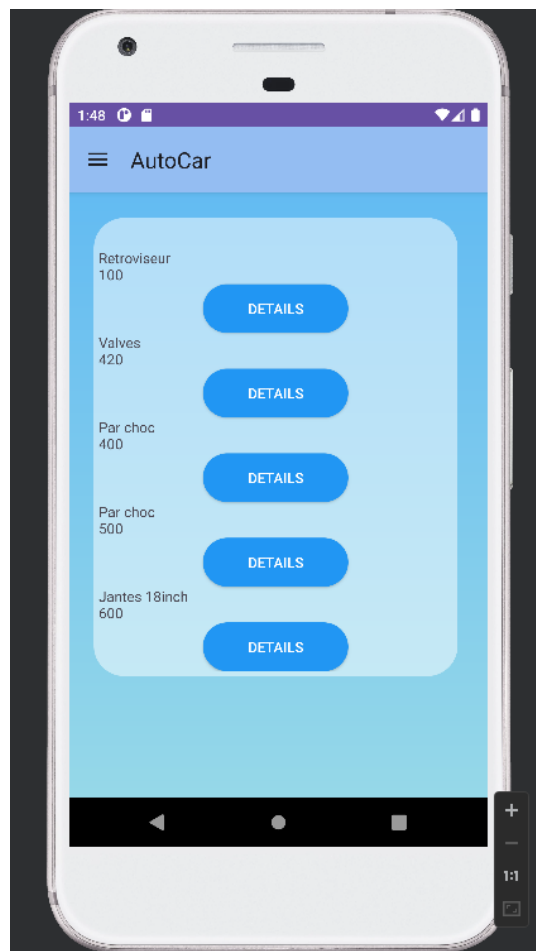 1:48
AutoCar
Retroviseur
100
DETAILS
Valves
420
DETAILS
Par choc
400
DETAILS
Par choc
500
DETAILS
Jantes 18inch
600
DETAILS
1:1